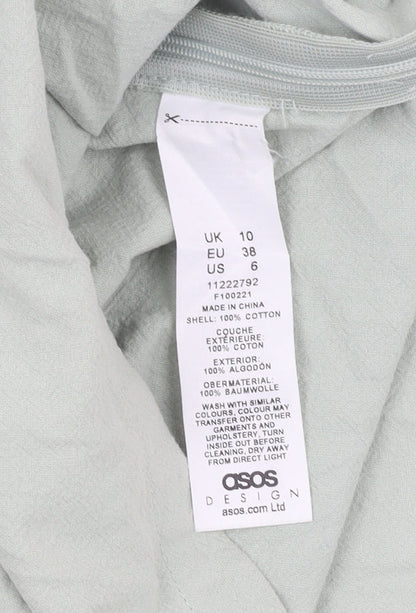 UK 10
EU 38
US 6
11222792
F100221
MADE IN CHINA
SHELL: 100% COTTON
COUCHE
EXTÉRIEURE:
100% COTON
EXTERIOR:
100% ALGODÓN
OBERMATERIAL:
100% BAUMWOLLE
WASH WITH SIMILAR
COLOURS, COLOUR MAY
TRANSFER ONTO OTHER
GARMENTS AND
UPHOLSTERY, TURN
INSIDE OUT BEFORE
CLEANING, DRY AWAY
FROM DIRECT LIGHT
asos
DESIGN
asos.com Ltd